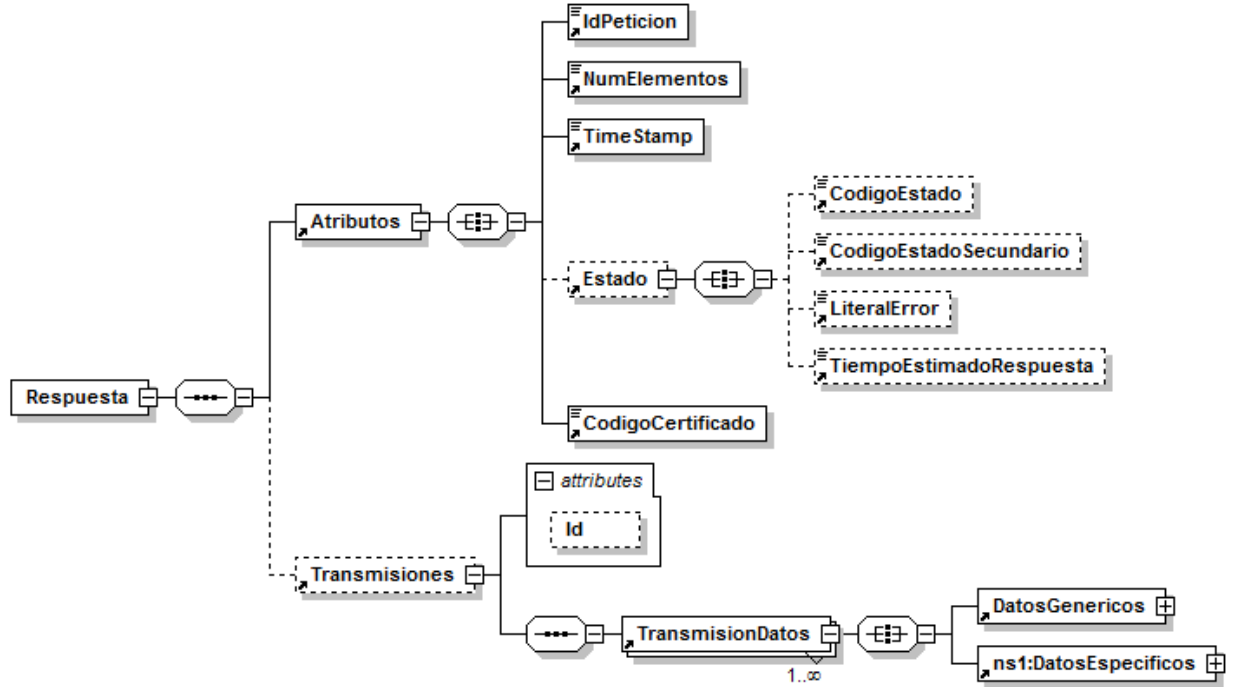 IdPeticion
NumElementos
TimeStamp
Atributos
CodigoEstado
CodigoEstadoSecundario
Estado
LiteralError
TiempoEstimadoRespuesta
Respuesta
CodigoCertificado
attributes
Id
Transmisiones
DatosGenericos
TransmisionDatos
ns1:DatosEspecificos
1..∞